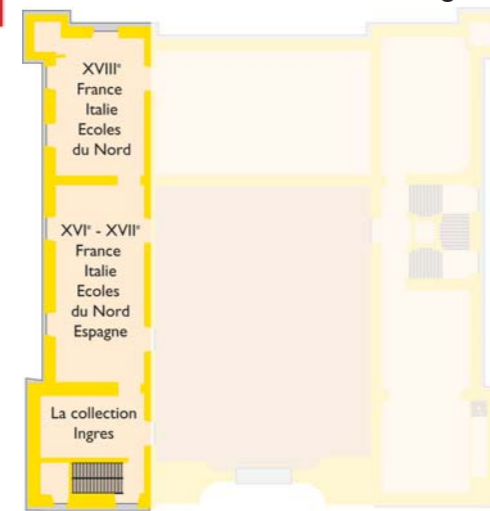 XVIIIᵉ
France
Italie
Ecoles
du Nord
XVIᵉ - XVIIᵉ
France
Italie
Ecoles
du Nord
Espagne
La collection
Ingres